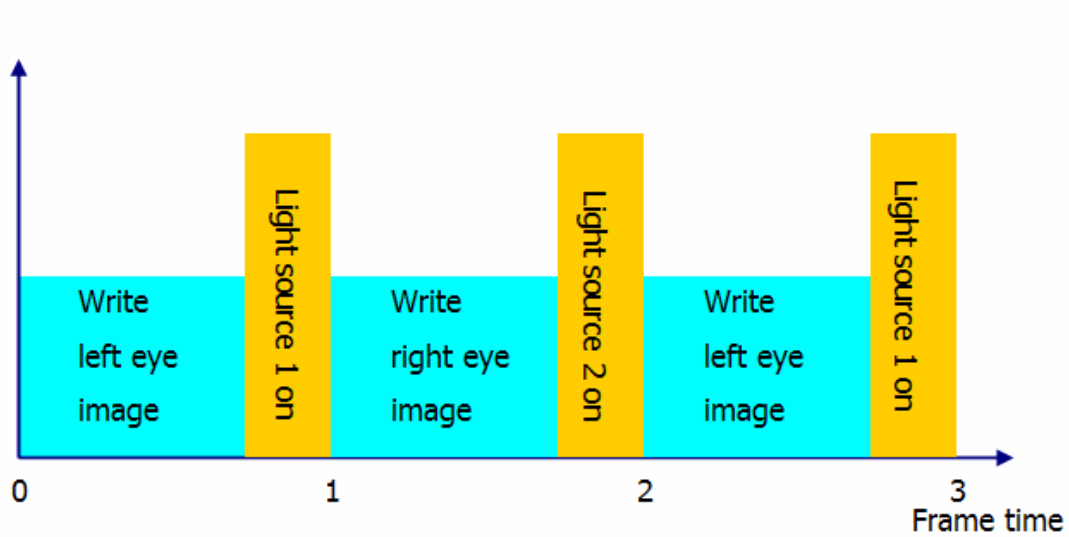 Write
left eye
image
Light source 1 on
Write
right eye
image
Light source 2 on
Write
left eye
image
Light source 1 on
0
1
2
3
Frame time